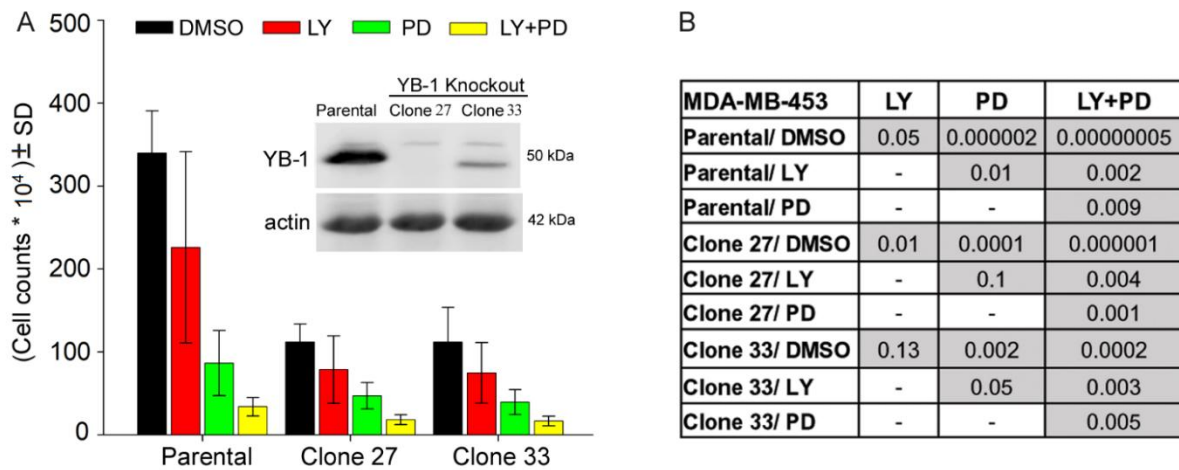 A
500
400
300
200
100
0
(Cell counts * 10⁴) ± SD
DMSO LY PD LY+PD
YB-1 Knockout
Parental Clone 27 Clone 33
YB-1 50 kDa
actin 42 kDa
Parental Clone 27 Clone 33
B
MDA-MB-453 LY PD LY+PD
Parental/ DMSO 0.05 0.000002 0.00000005
Parental/ LY - 0.01 0.002
Parental/ PD - - 0.009
Clone 27/ DMSO 0.01 0.0001 0.000001
Clone 27/ LY - 0.1 0.004
Clone 27/ PD - - 0.001
Clone 33/ DMSO 0.13 0.002 0.0002
Clone 33/ LY - 0.05 0.003
Clone 33/ PD - - 0.005